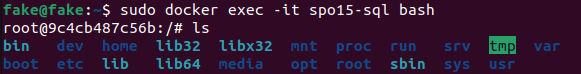 fake@fake:~$ sudo docker exec -it spo15-sql bash
root@9c4cb487c56b:/# ls
bin   dev  home  lib32  libx32  mnt  proc  run   srv  tmp  var
boot  etc  lib   lib64  media   opt  root  sbin  sys  usr